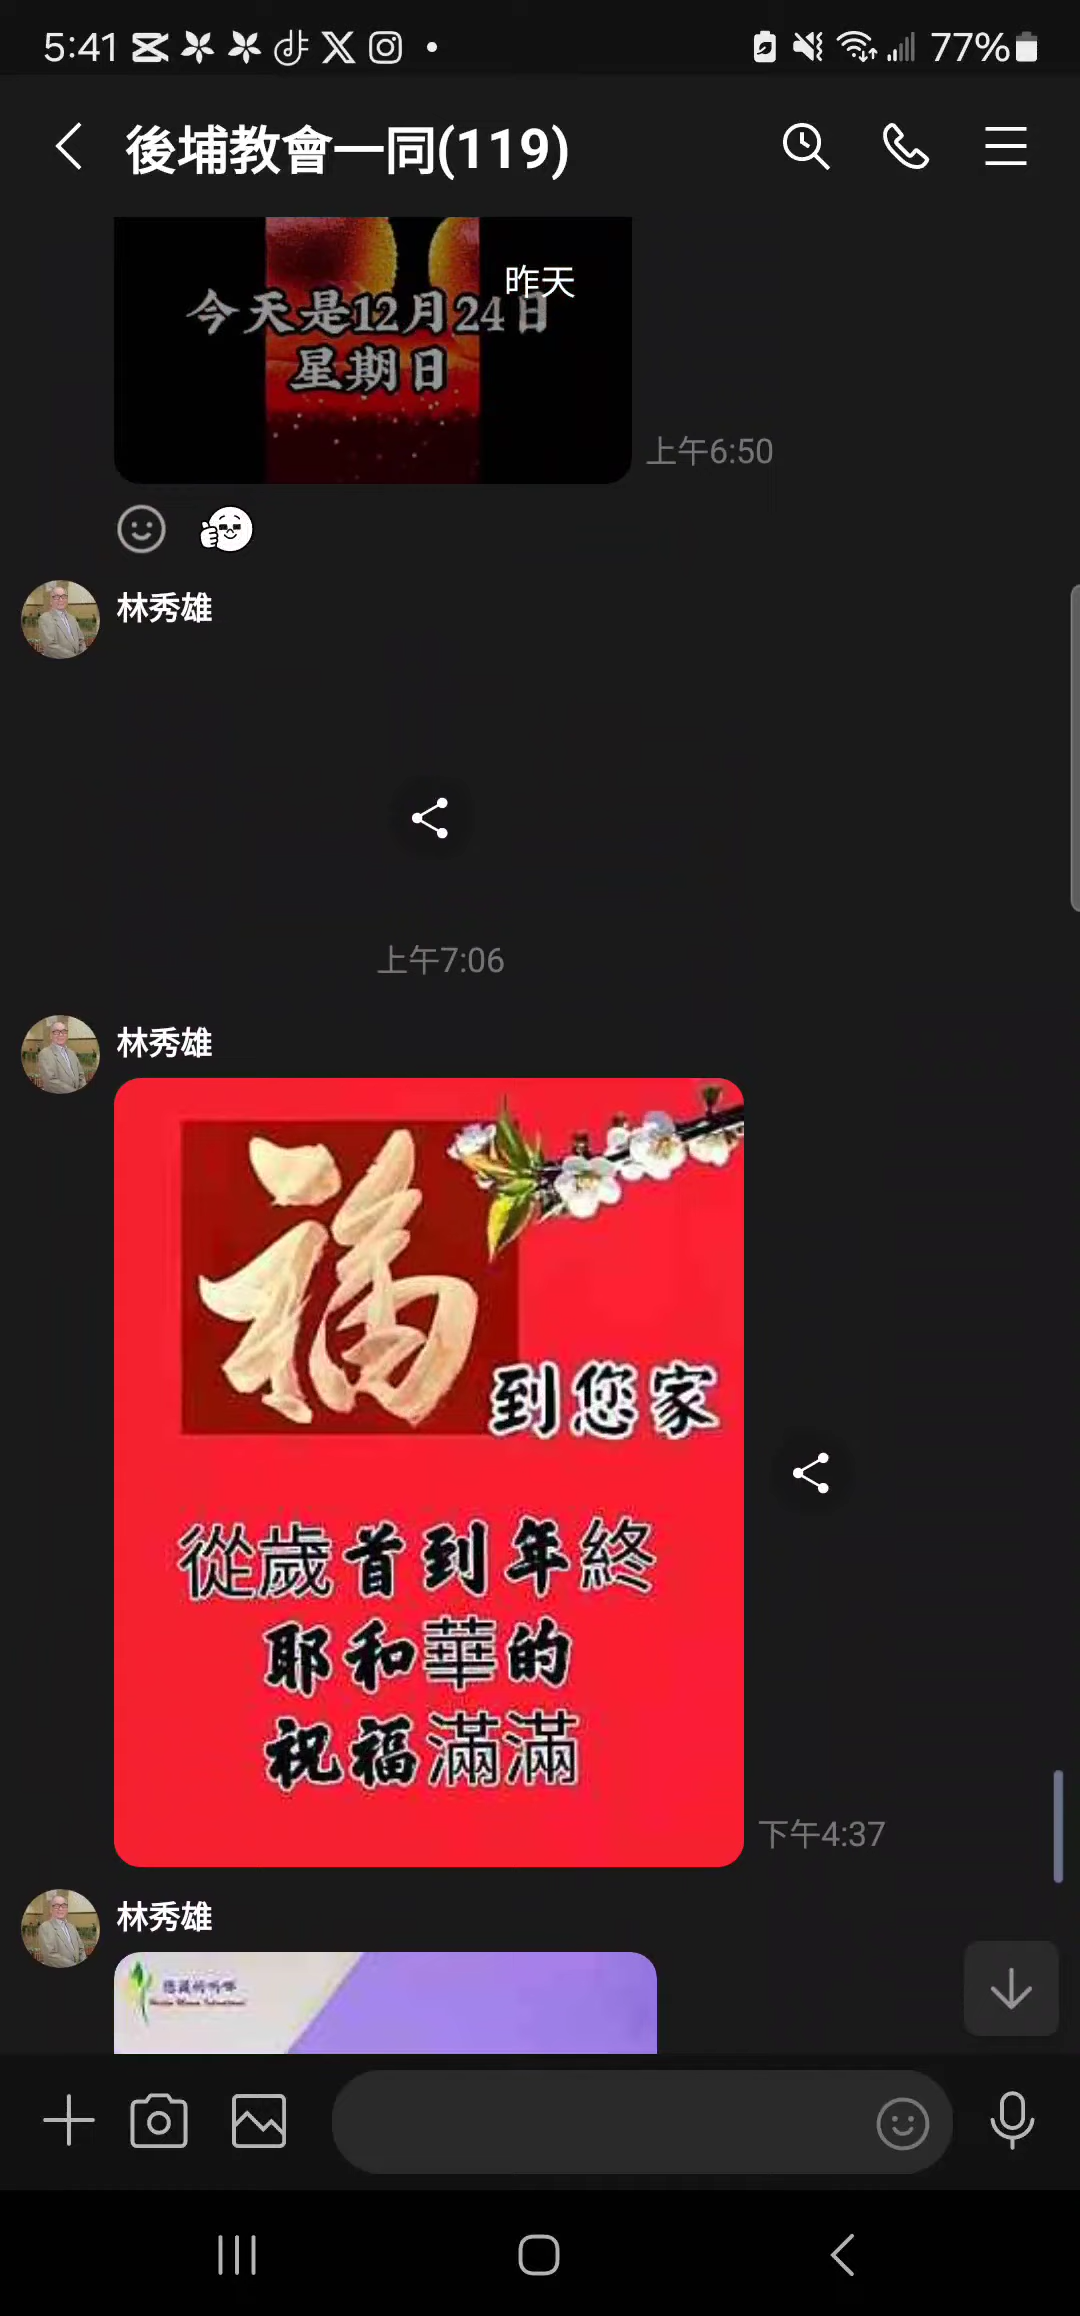 5:41
77%
後埔教會一同(119)
昨天
今天是12月24日
星期日
上午6:50
林秀雄
上午7:06
林秀雄
福
到您家
從歲首到年終
耶和華的
祝福滿滿
下午4:37
林秀雄